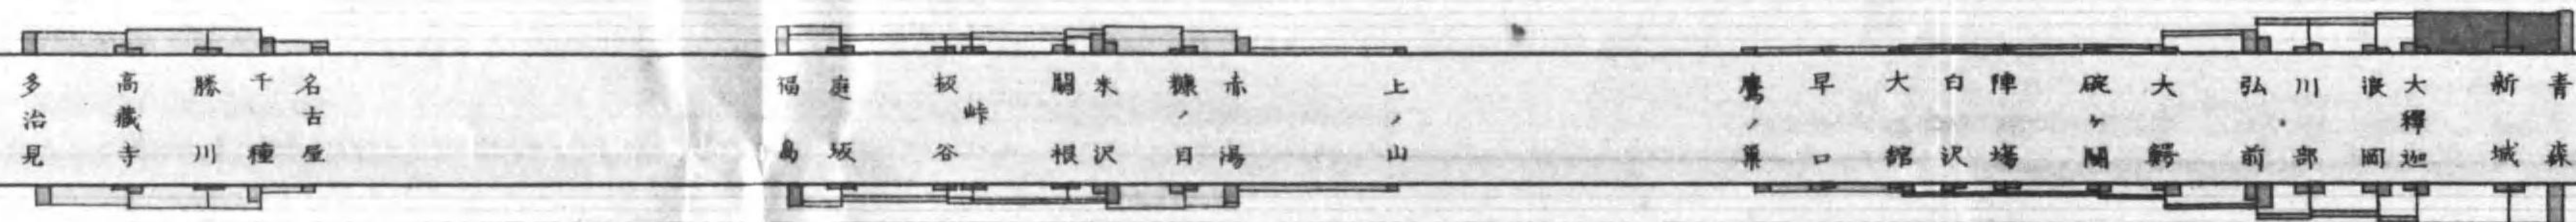 多治見
高藏寺
勝川
千種
名古屋
福島
庭坂
板谷
峠
關根
米沢
糠ノ目
赤湯
上ノ山
鷹ノ巣
早口
大館
白沢
陣場
碇ヶ關
大鰐
弘前
川部
浪岡
大釋迦
新城
青森